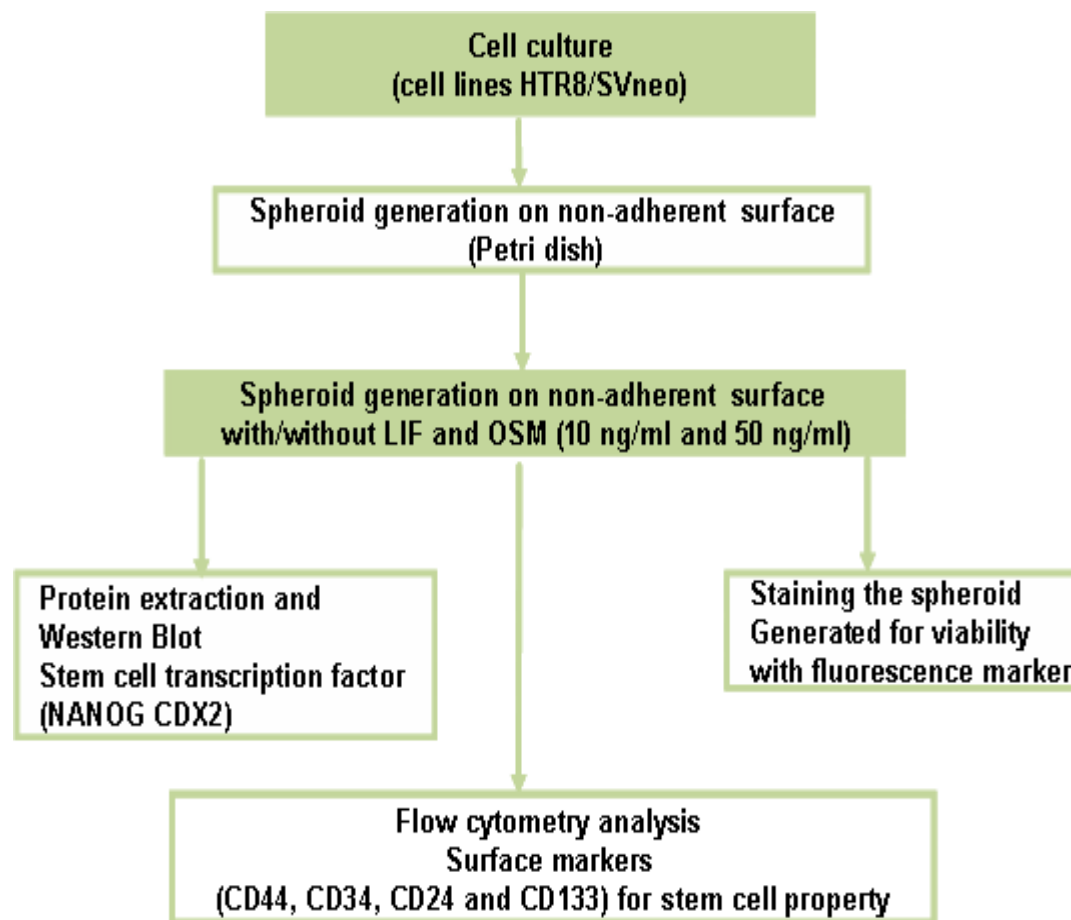 Cell culture
(cell lines HTR8/SVneo)
Spheroid generation on non-adherent surface
(Petri dish)
Spheroid generation on non-adherent surface
with/without LIF and OSM (10 ng/ml and 50 ng/ml)
Protein extraction and
Western Blot
Stem cell transcription factor
(NANOG CDX2)
Staining the spheroid
Generated for viability
with fluorescence marker
Flow cytometry analysis
Surface markers
(CD44, CD34, CD24 and CD133) for stem cell property